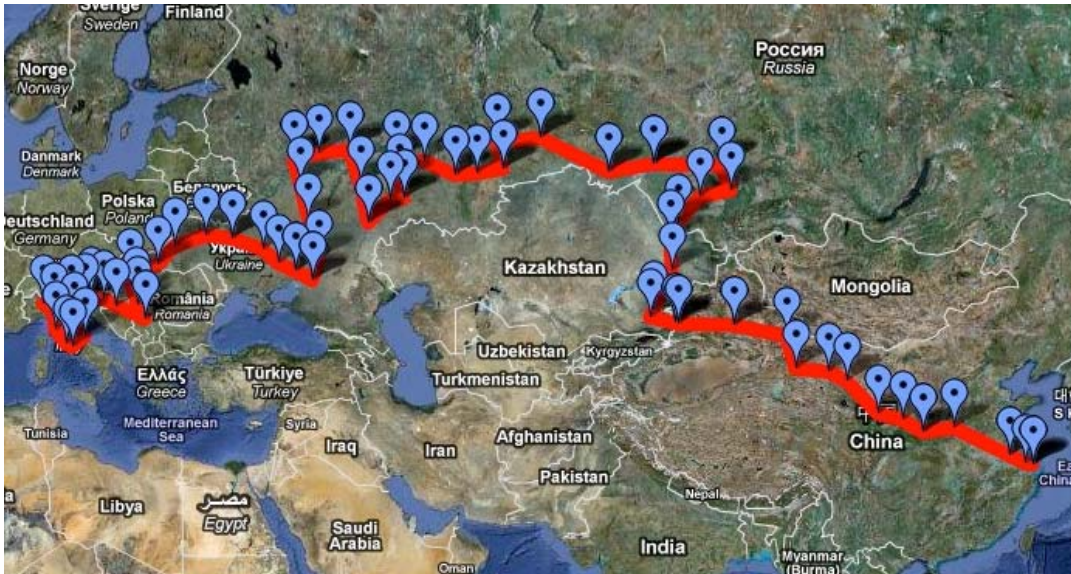 Sverige
Sweden
Finland
Norge
Norway
Россия
Russia
Danmark
Denmark
Polska
Poland
Беларусь
Deutschland
Germany
Украї
Ukraine
România
Romania
Kazakhstan
Mongolia
Ελλάς
Greece
Türkiye
Turkey
Uzbekistan
Kyrgyzstan
Turkmenistan
Mediterranean
Sea
Syria
Tunisia
Iraq
Iran
Afghanistan
China
Pakistan
Libya
مصر
Egypt
Saudi
Arabia
Nepal
India
Oman
Myanmar
(Burma)